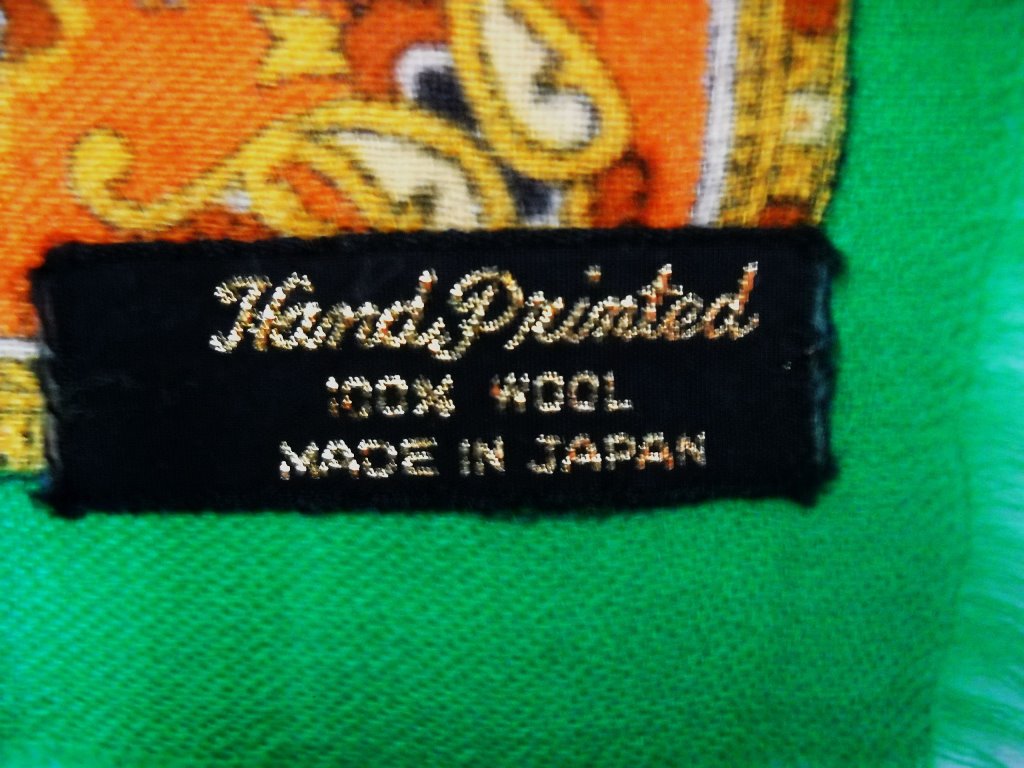 Hand Printed
100% WOOL
MADE IN JAPAN